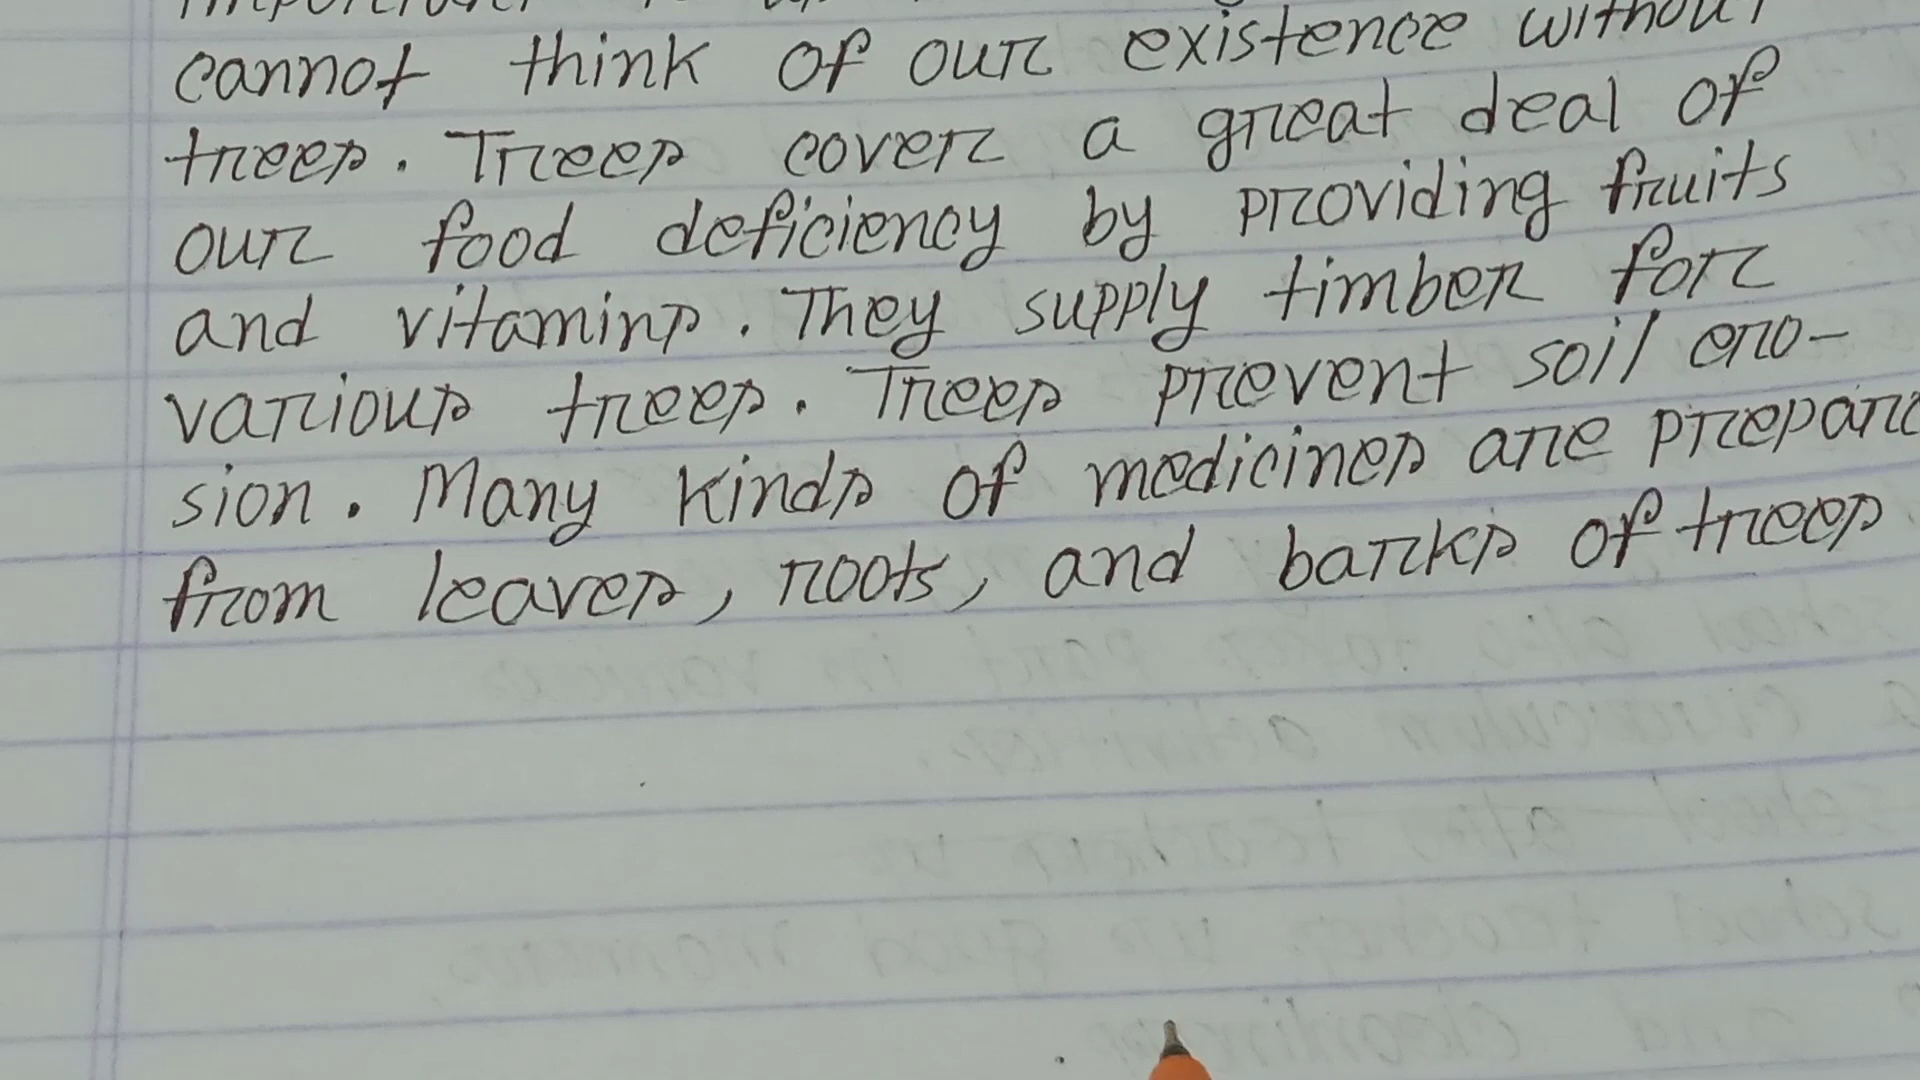 cannot think of our existence without
trees. Trees cover a great deal of
our food deficiency by providing fruits
and vitamins. They supply timber for
various trees. Trees prevent soil ero-
sion. Many kinds of medicines are prepare
from leaves, roots, and barks of trees